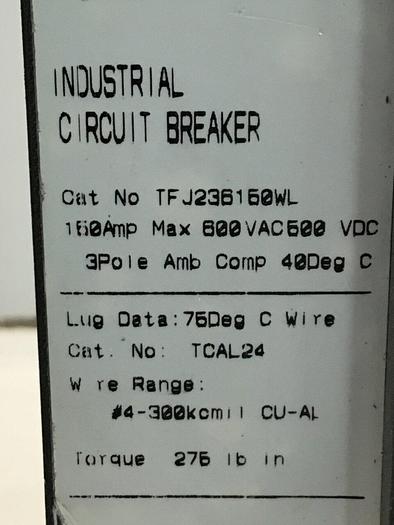 INDUSTRIAL
CIRCUIT BREAKER
Cat No TFJ236150WL
150Amp Max 600VAC500 VDC
3Pole Amb Comp 40Deg C
Lug Data:75Deg C Wire
Cat. No: TCAL24
Wire Range:
#4-300kcmil CU-AL
Torque 275 lb in